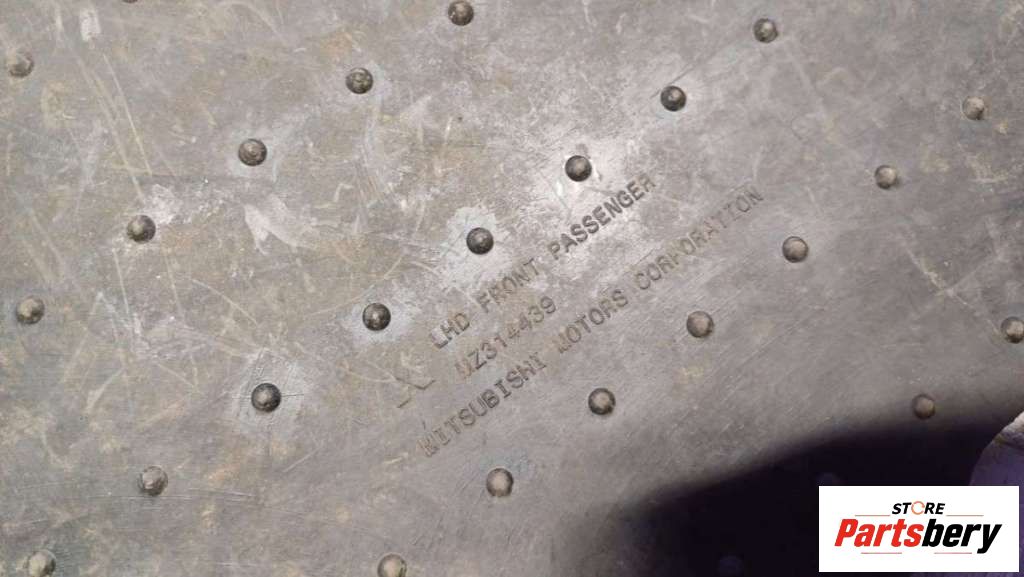 LHD FRONT PASSENGER
MZ314439
MITSUBISHI MOTORS CORPORATION
STORE
Partsbery